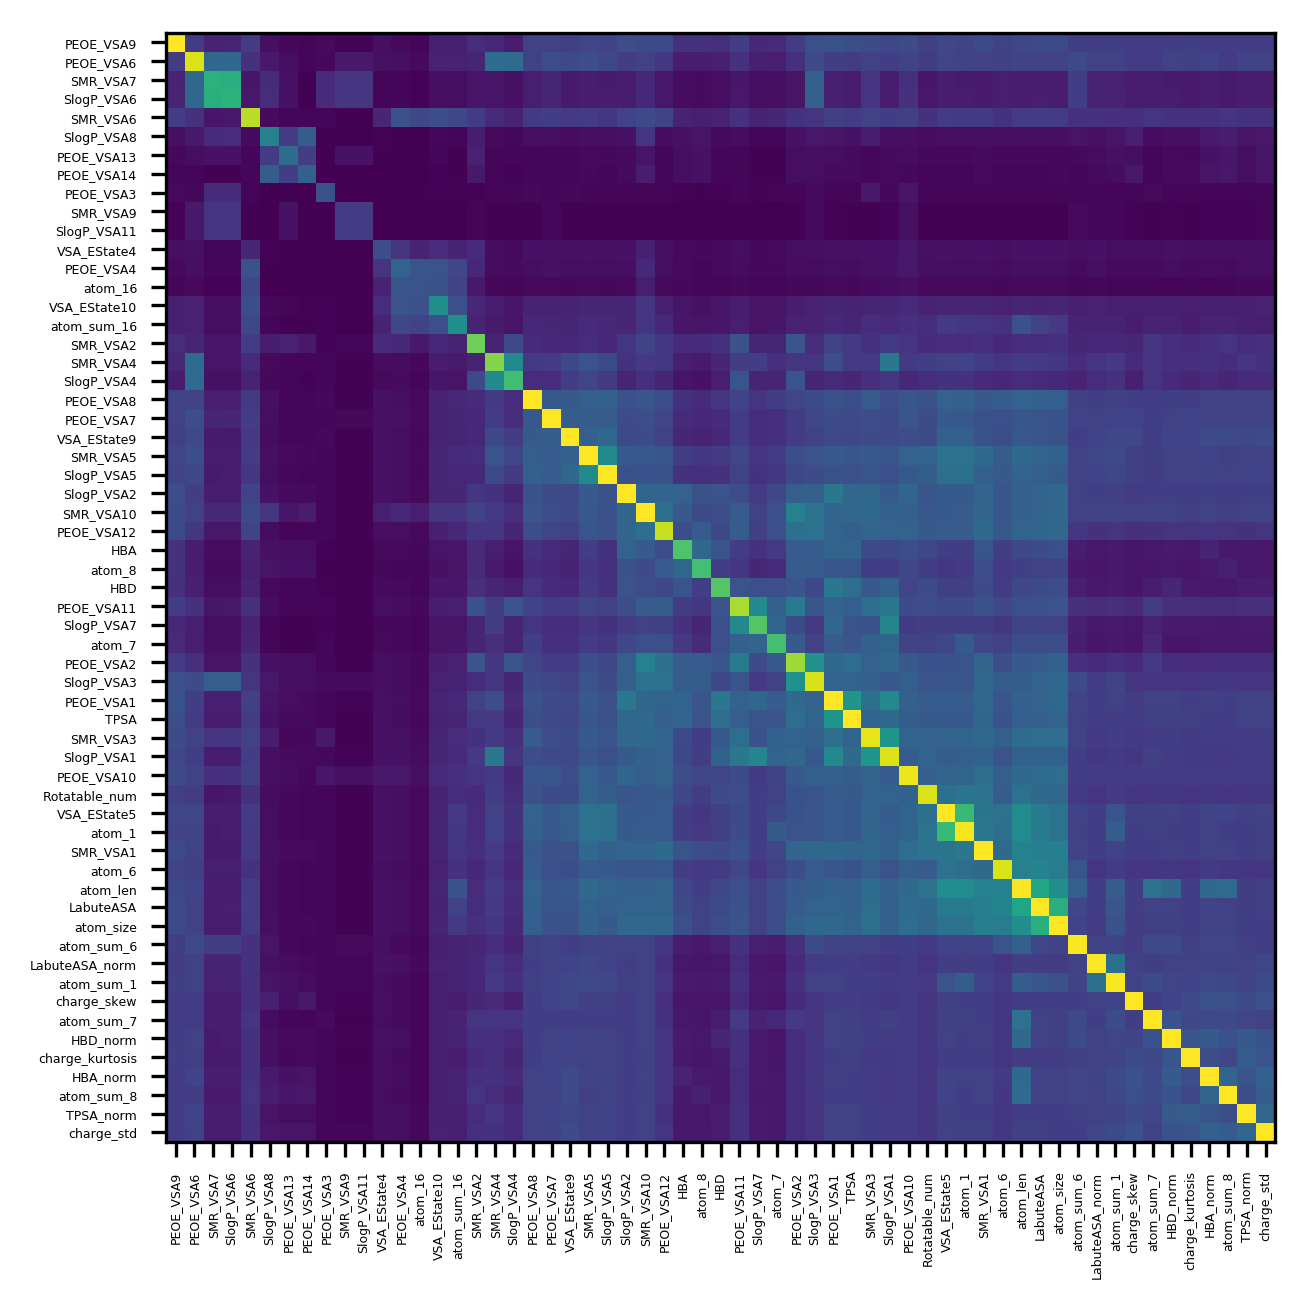 PEOE_VSA9
PEOE_VSA6
SMR_VSA7
SlogP_VSA6
SMR_VSA6
SlogP_VSA8
PEOE_VSA13
PEOE_VSA14
PEOE_VSA3
SMR_VSA9
SlogP_VSA11
VSA_EState4
PEOE_VSA4
atom_16
VSA_EState10
atom_sum_16
SMR_VSA2
SMR_VSA4
SlogP_VSA4
PEOE_VSA8
PEOE_VSA7
VSA_EState9
SMR_VSA5
SlogP_VSA5
SlogP_VSA2
SMR_VSA10
PEOE_VSA12
HBA
atom_8
HBD
PEOE_VSA11
SlogP_VSA7
atom_7
PEOE_VSA2
SlogP_VSA3
PEOE_VSA1
TPSA
SMR_VSA3
SlogP_VSA1
PEOE_VSA10
Rotatable_num
VSA_EState5
atom_1
SMR_VSA1
atom_6
atom_len
LabuteASA
atom_size
atom_sum_6
LabuteASA_norm
atom_sum_1
charge_skew
atom_sum_7
HBD_norm
charge_kurtosis
HBA_norm
atom_sum_8
TPSA_norm
charge_std
PEOE_VSA9
PEOE_VSA6
SMR_VSA7
SlogP_VSA6
SMR_VSA6
SlogP_VSA8
PEOE_VSA13
PEOE_VSA14
PEOE_VSA3
SMR_VSA9
SlogP_VSA11
VSA_EState4
PEOE_VSA4
atom_16
VSA_EState10
atom_sum_16
SMR_VSA2
SMR_VSA4
SlogP_VSA4
PEOE_VSA8
PEOE_VSA7
VSA_EState9
SMR_VSA5
SlogP_VSA5
SlogP_VSA2
SMR_VSA10
PEOE_VSA12
HBA
atom_8
HBD
PEOE_VSA11
SlogP_VSA7
atom_7
PEOE_VSA2
SlogP_VSA3
PEOE_VSA1
TPSA
SMR_VSA3
SlogP_VSA1
PEOE_VSA10
Rotatable_num
VSA_EState5
atom_1
SMR_VSA1
atom_6
atom_len
LabuteASA
atom_size
atom_sum_6
LabuteASA_norm
atom_sum_1
charge_skew
atom_sum_7
HBD_norm
charge_kurtosis
HBA_norm
atom_sum_8
TPSA_norm
charge_std